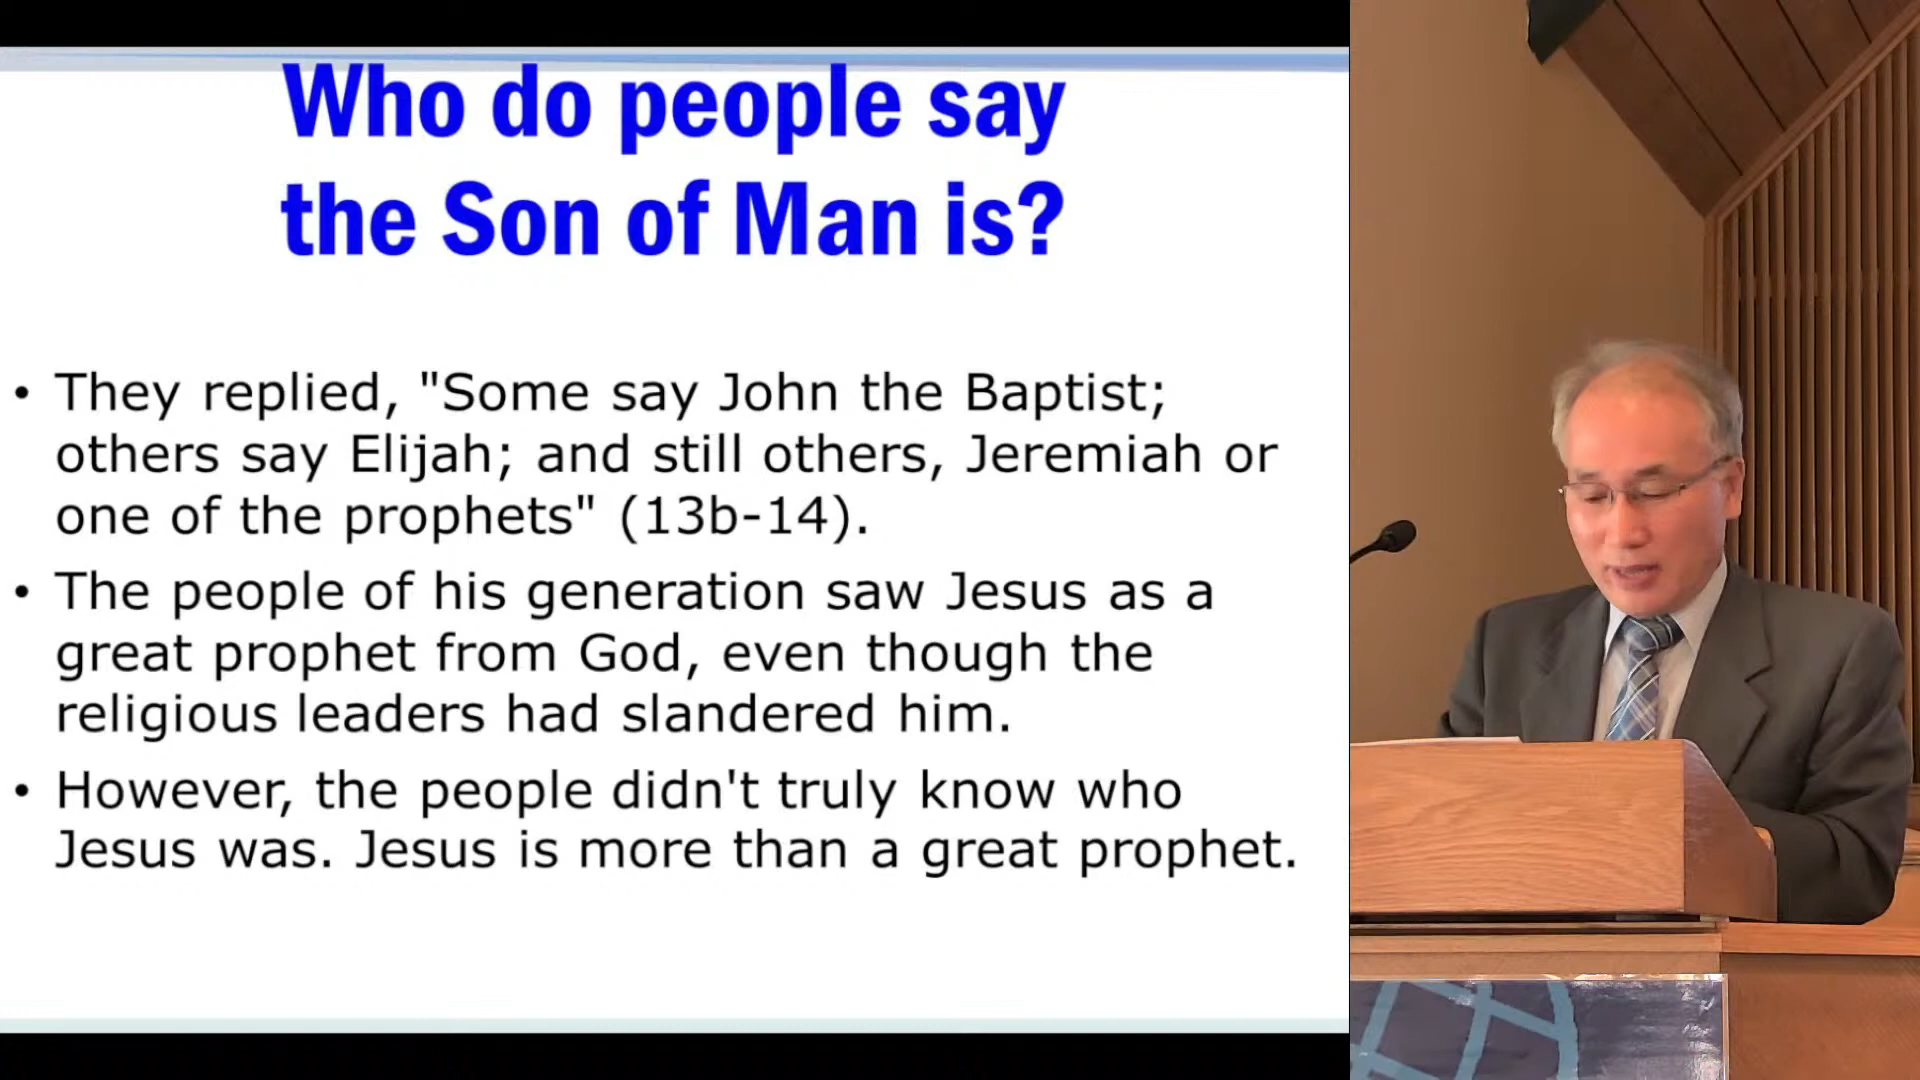 Who do people say
the Son of Man is?
• They replied, "Some say John the Baptist;
others say Elijah; and still others, Jeremiah or
one of the prophets" (13b-14).
• The people of his generation saw Jesus as a
great prophet from God, even though the
religious leaders had slandered him.
• However, the people didn't truly know who
Jesus was. Jesus is more than a great prophet.